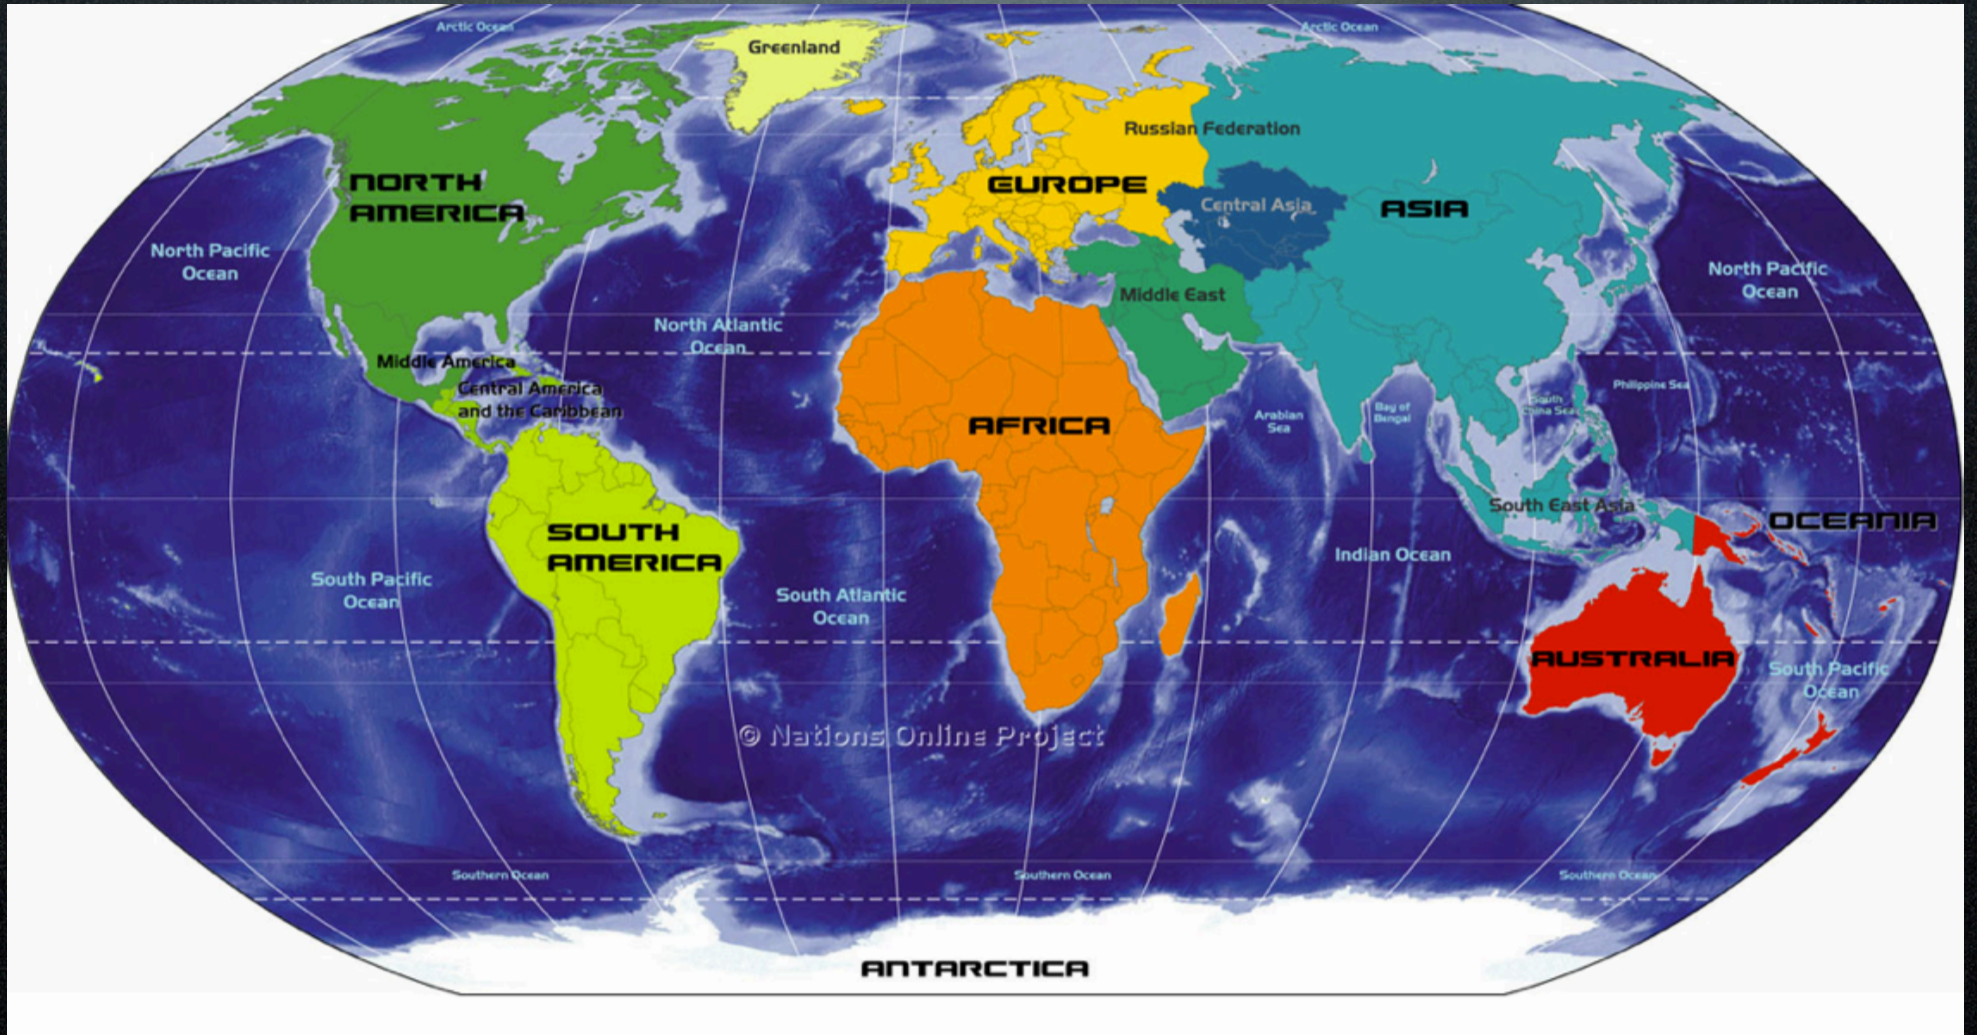 Arctic Ocean
Arctic Ocean
Greenland
Russian Federation
NORTH
AMERICA
EUROPE
Central Asia
ASIA
North Pacific
Ocean
North Pacific
Ocean
Middle East
North Atlantic
Ocean
Middle America
Central America
and the Caribbean
Philippine Sea
South
China Sea
Arabian
Sea
Bay of
Bengal
AFRICA
South East Asia
OCEANIA
SOUTH
AMERICA
Indian Ocean
South Pacific
Ocean
South Atlantic
Ocean
AUSTRALIA
South Pacific
Ocean
© Nations Online Project
Southern Ocean
Southern Ocean
Southern Ocean
ANTARCTICA